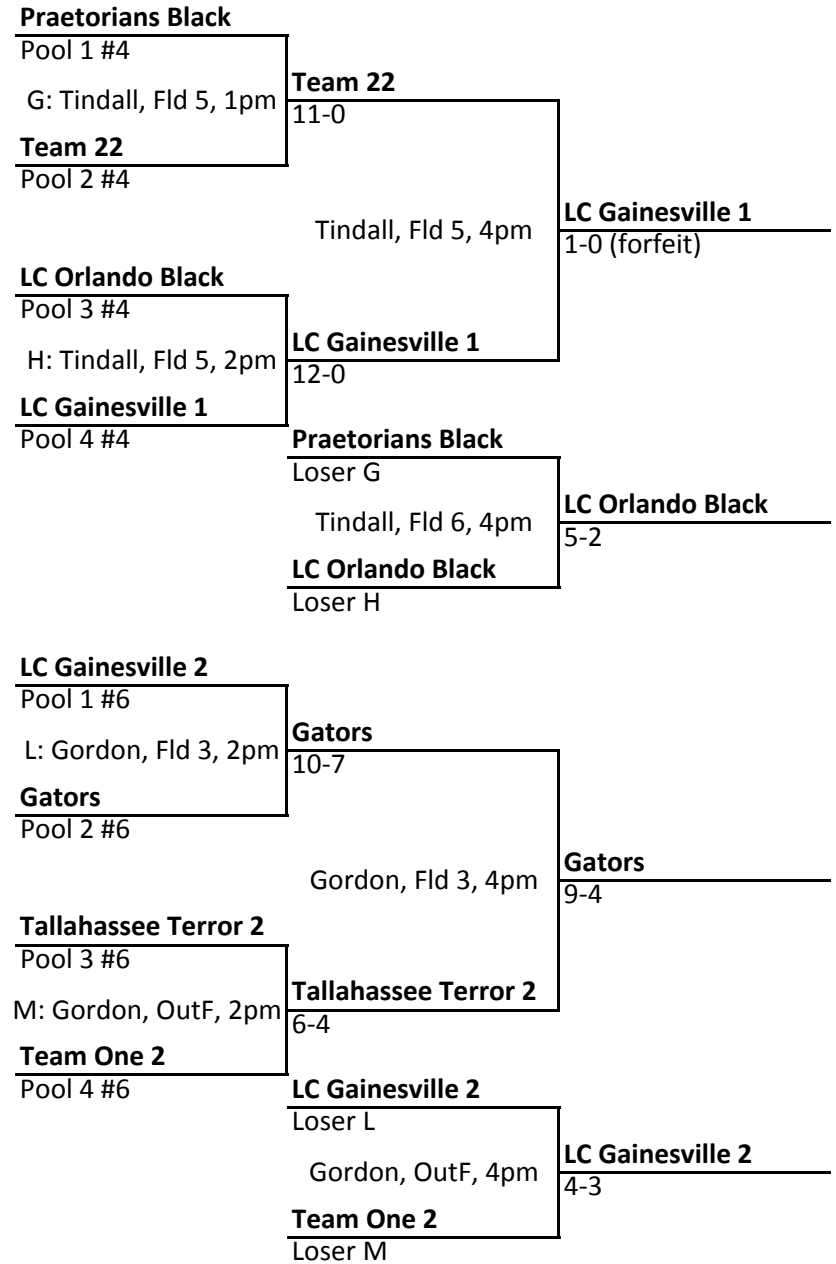 Praetorians Black
Pool 1 #4
G: Tindall, Fld 5, 1pm
Team 22
11-0
Team 22
Pool 2 #4
Tindall, Fld 5, 4pm
LC Gainesville 1
1-0 (forfeit)
LC Orlando Black
Pool 3 #4
H: Tindall, Fld 5, 2pm
LC Gainesville 1
12-0
LC Gainesville 1
Pool 4 #4
Praetorians Black
Loser G
Tindall, Fld 6, 4pm
LC Orlando Black
5-2
LC Orlando Black
Loser H
LC Gainesville 2
Pool 1 #6
L: Gordon, Fld 3, 2pm
Gators
10-7
Gators
Pool 2 #6
Gordon, Fld 3, 4pm
Gators
9-4
Tallahassee Terror 2
Pool 3 #6
M: Gordon, OutF, 2pm
Tallahassee Terror 2
6-4
Team One 2
Pool 4 #6
LC Gainesville 2
Loser L
Gordon, OutF, 4pm
LC Gainesville 2
4-3
Team One 2
Loser M